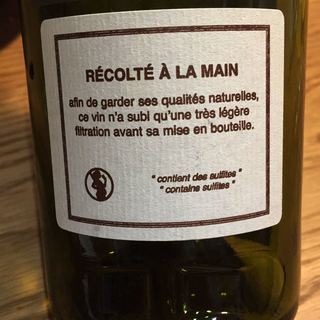 RÉCOLTÉ À LA MAIN
afin de garder ses qualités naturelles,
ce vin n'a subi qu'une très légère
filtration avant sa mise en bouteille.
" contient des sulfites "
" contains sulfites "